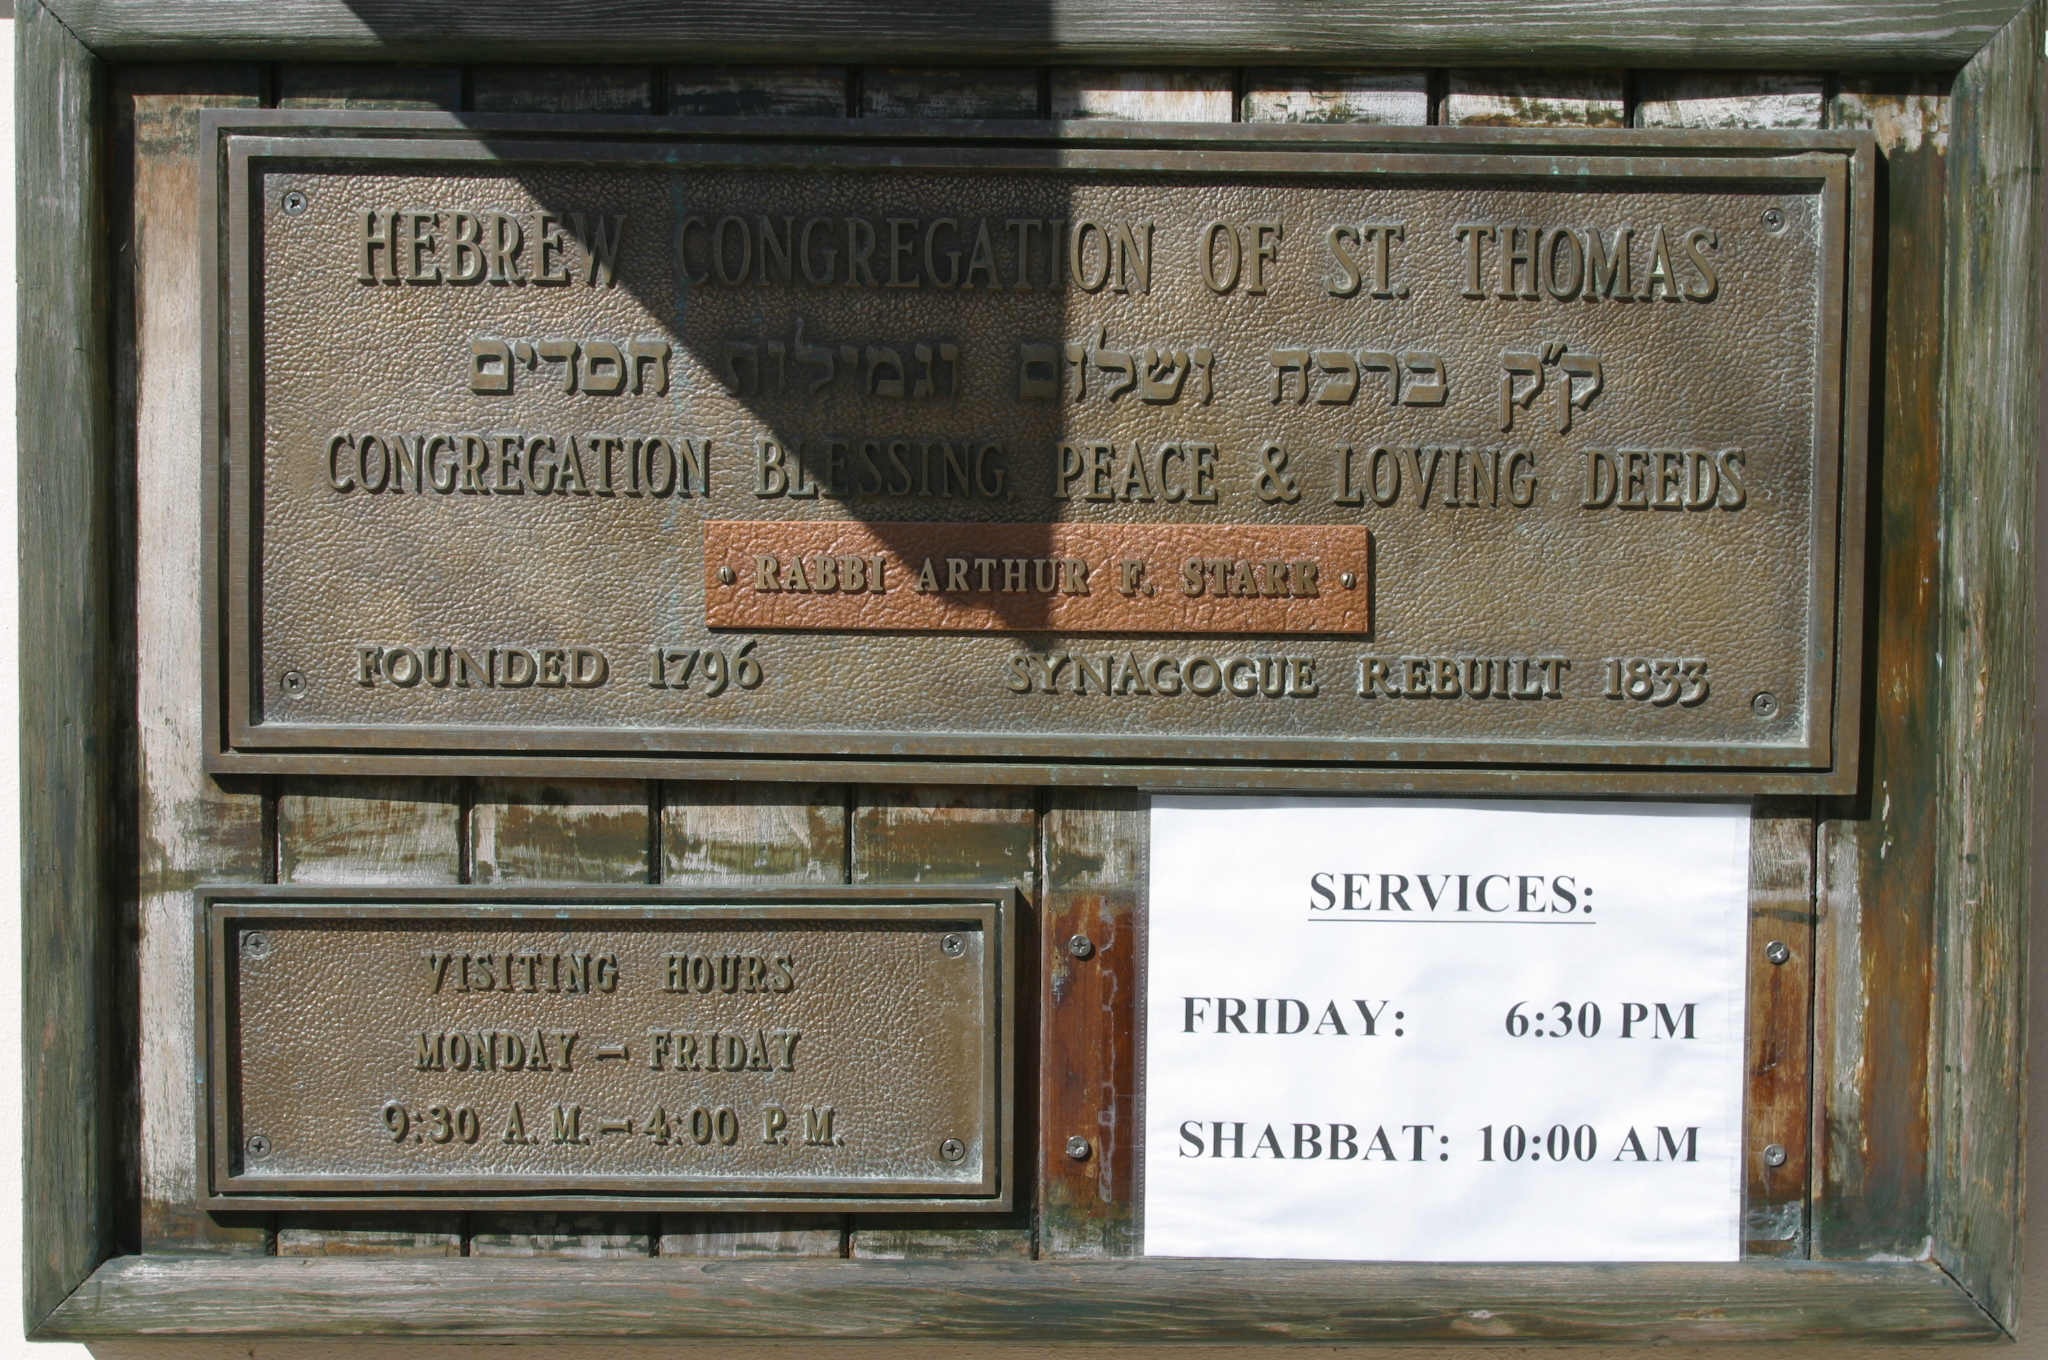 HEBREW CONGREGATION OF ST. THOMAS
ק"ק ברכה ושלום וגמילות חסדים
CONGREGATION BLESSING, PEACE & LOVING DEEDS
RABBI ARTHUR F. STARR
FOUNDED 1796 SYNAGOGUE REBUILT 1833
VISITING HOURS
MONDAY – FRIDAY
9:30 A.M. – 4:00 P.M.
SERVICES:
FRIDAY: 6:30 PM
SHABBAT: 10:00 AM